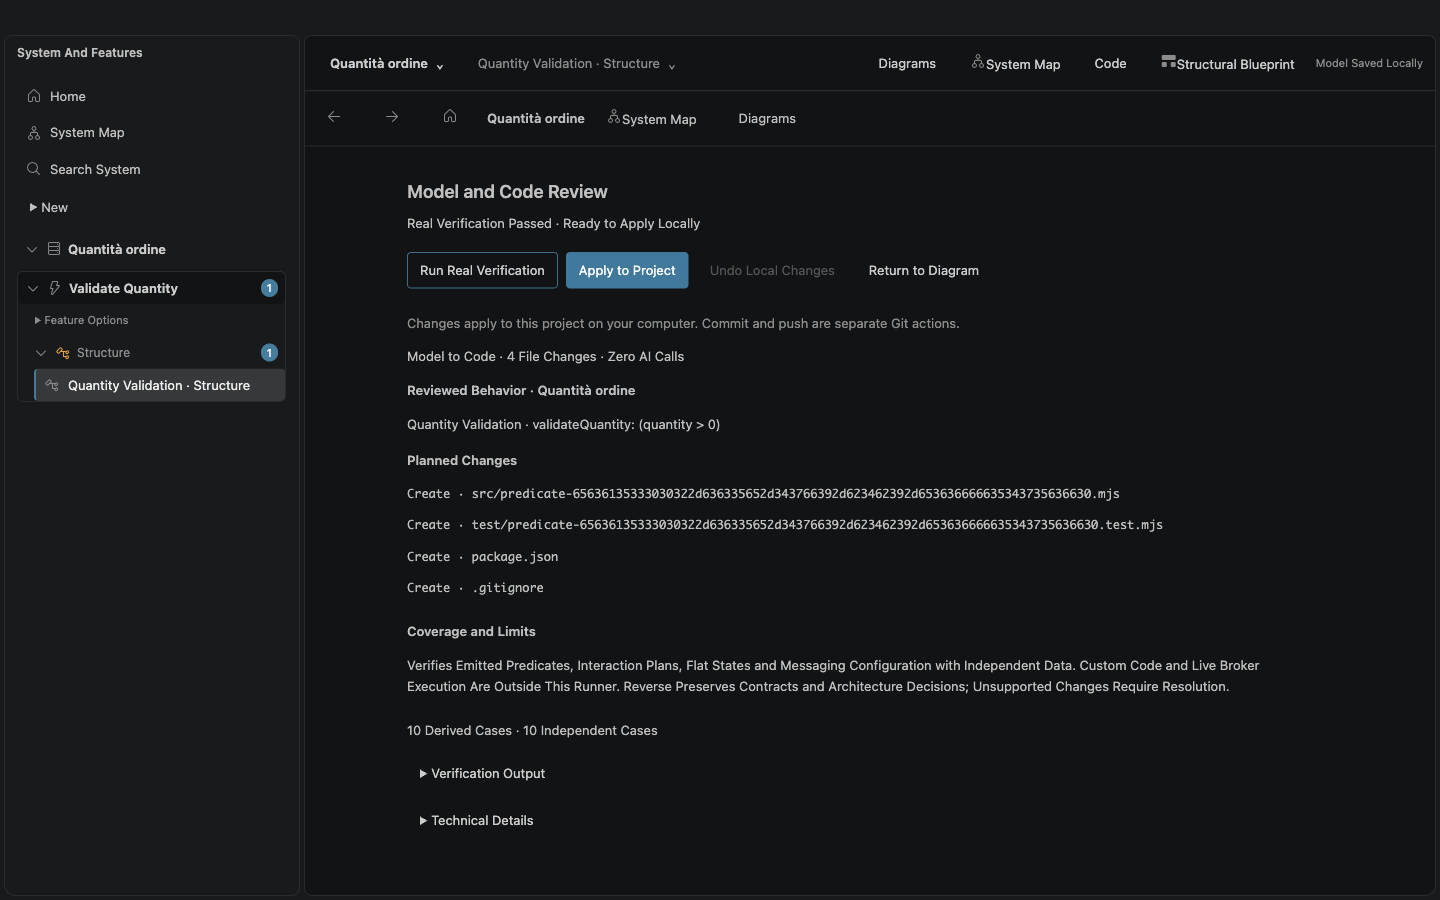 System And Features
Home
System Map
Search System
New
Quantità ordine
Validate Quantity 1
Feature Options
Structure 1
Quantity Validation · Structure
Quantità ordine
Quantity Validation · Structure
Diagrams
System Map
Code
Structural Blueprint
Model Saved Locally
Quantità ordine
System Map
Diagrams
Model and Code Review
Real Verification Passed · Ready to Apply Locally
Run Real Verification
Apply to Project
Undo Local Changes
Return to Diagram
Changes apply to this project on your computer. Commit and push are separate Git actions.
Model to Code · 4 File Changes · Zero AI Calls
Reviewed Behavior · Quantità ordine
Quantity Validation · validateQuantity: (quantity > 0)
Planned Changes
Create · src/predicate-65636135333030322d636335652d343766392d623462392d653636666635343735636630.mjs
Create · test/predicate-65636135333030322d636335652d343766392d623462392d653636666635343735636630.test.mjs
Create · package.json
Create · .gitignore
Coverage and Limits
Verifies Emitted Predicates, Interaction Plans, Flat States and Messaging Configuration with Independent Data. Custom Code and Live Broker
Execution Are Outside This Runner. Reverse Preserves Contracts and Architecture Decisions; Unsupported Changes Require Resolution.
10 Derived Cases · 10 Independent Cases
Verification Output
Technical Details